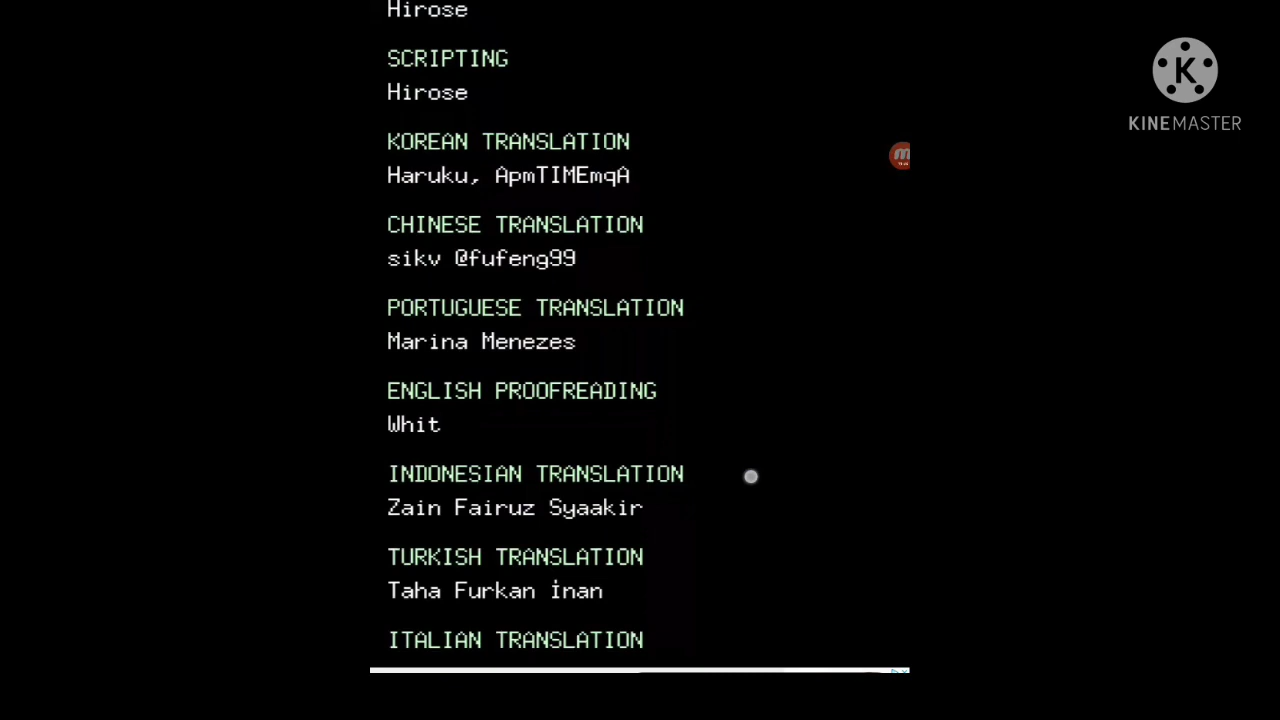 Hirose
SCRIPTING
Hirose
KOREAN TRANSLATION
Haruku, ApmTIMEmqA
CHINESE TRANSLATION
sikv @fufeng99
PORTUGUESE TRANSLATION
Marina Menezes
ENGLISH PROOFREADING
Whit
INDONESIAN TRANSLATION
Zain Fairuz Syaakir
TURKISH TRANSLATION
Taha Furkan İnan
ITALIAN TRANSLATION
K
KINEMASTER